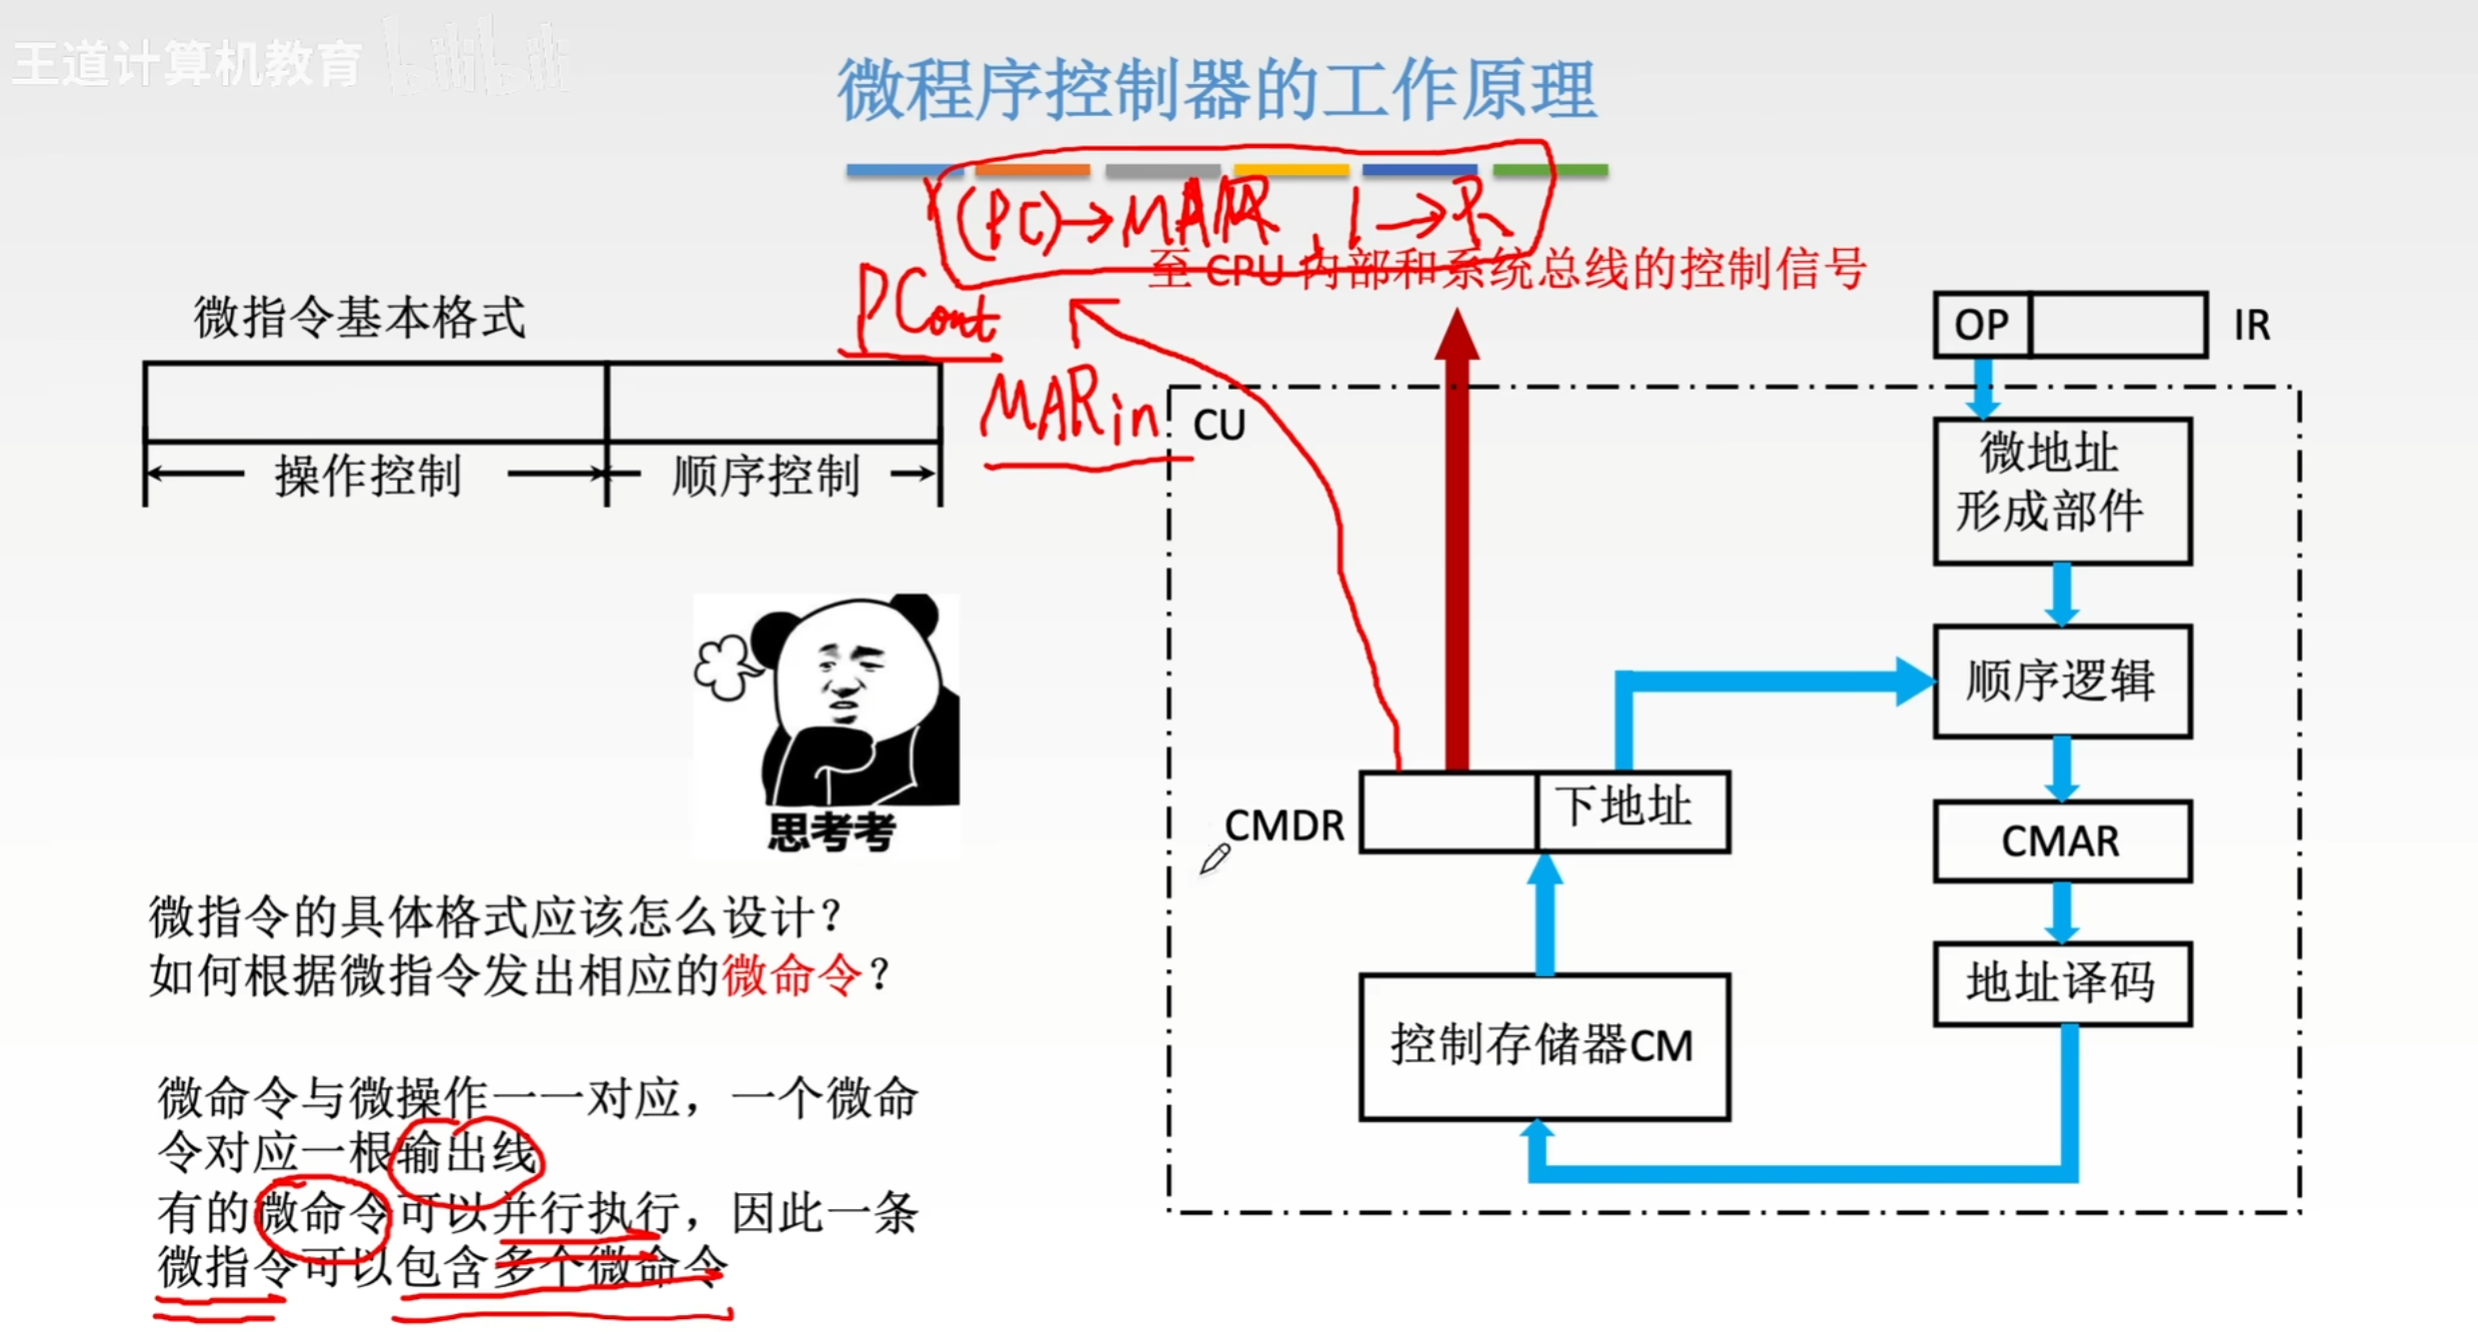 王道计算机教育 bilibili
微程序控制器的工作原理
(PC)→MAR, 1→R
至 CPU 内部和系统总线的控制信号
PCout
MARin
微指令基本格式
操作控制 顺序控制
OP IR
CU
微地址
形成部件
顺序逻辑
CMAR
地址译码
CMDR 下地址
控制存储器CM
思考考
微指令的具体格式应该怎么设计？
如何根据微指令发出相应的微命令？
微命令与微操作一一对应，一个微命
令对应一根输出线
有的微命令可以并行执行，因此一条
微指令可以包含多个微命令